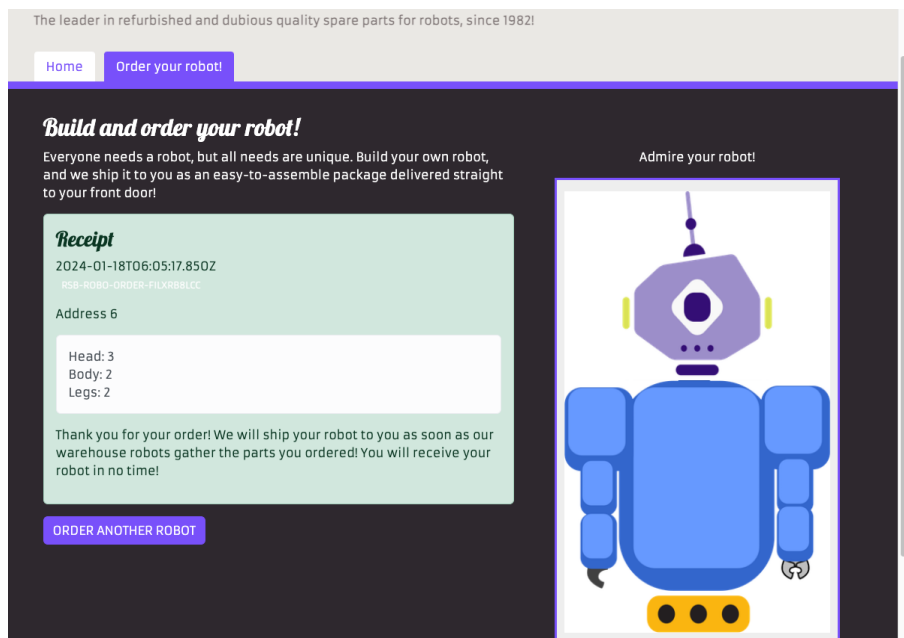 The leader in refurbished and dubious quality spare parts for robots, since 1982!
Home
Order your robot!
Build and order your robot!
Everyone needs a robot, but all needs are unique. Build your own robot,
and we ship it to you as an easy-to-assemble package delivered straight
to your front door!
Receipt
2024-01-18T06:05:17.850Z
Address 6
Head: 3
Body: 2
Legs: 2
Thank you for your order! We will ship your robot to you as soon as our
warehouse robots gather the parts you ordered! You will receive your
robot in no time!
ORDER ANOTHER ROBOT
Admire your robot!